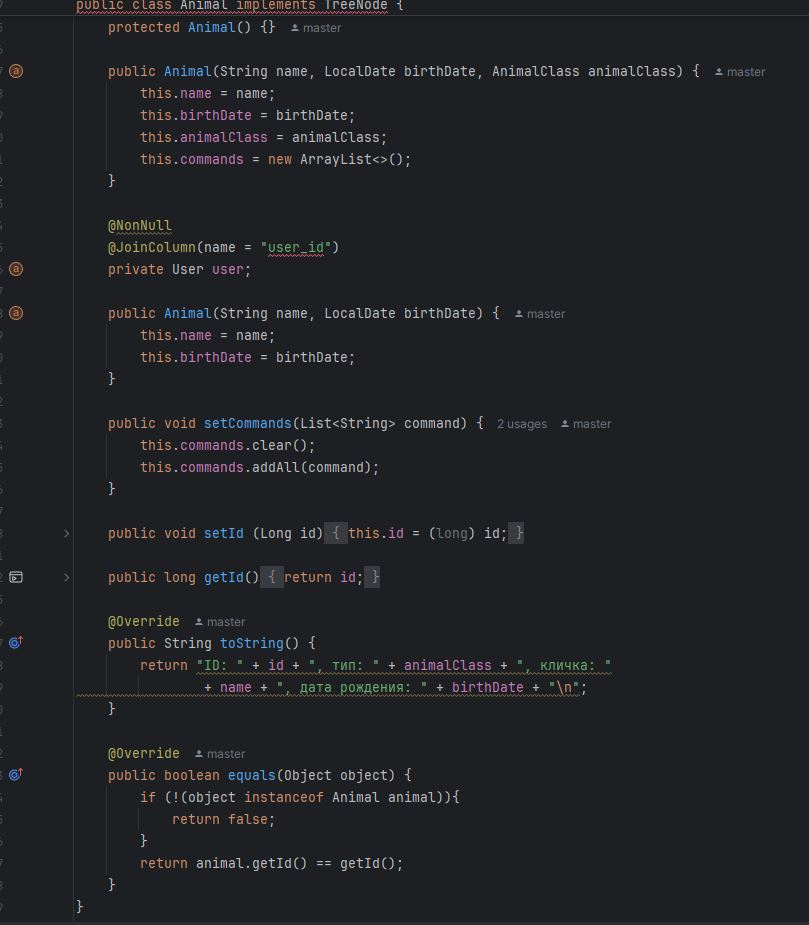 public class Animal implements TreeNode {
protected Animal() {} master
public Animal(String name, LocalDate birthDate, AnimalClass animalClass) { master
this.name = name;
this.birthDate = birthDate;
this.animalClass = animalClass;
this.commands = new ArrayList<>();
}
@NonNull
@JoinColumn(name = "user_id")
private User user;
public Animal(String name, LocalDate birthDate) { master
this.name = name;
this.birthDate = birthDate;
}
public void setCommands(List<String> command) { 2 usages master
this.commands.clear();
this.commands.addAll(command);
}
public void setId (Long id) { this.id = (long) id; }
public long getId() { return id; }
@Override master
public String toString() {
return "ID: " + id + ", тип: " + animalClass + ", кличка: "
+ name + ", дата рождения: " + birthDate + "\n";
}
@Override master
public boolean equals(Object object) {
if (!(object instanceof Animal animal)){
return false;
}
return animal.getId() == getId();
}
}